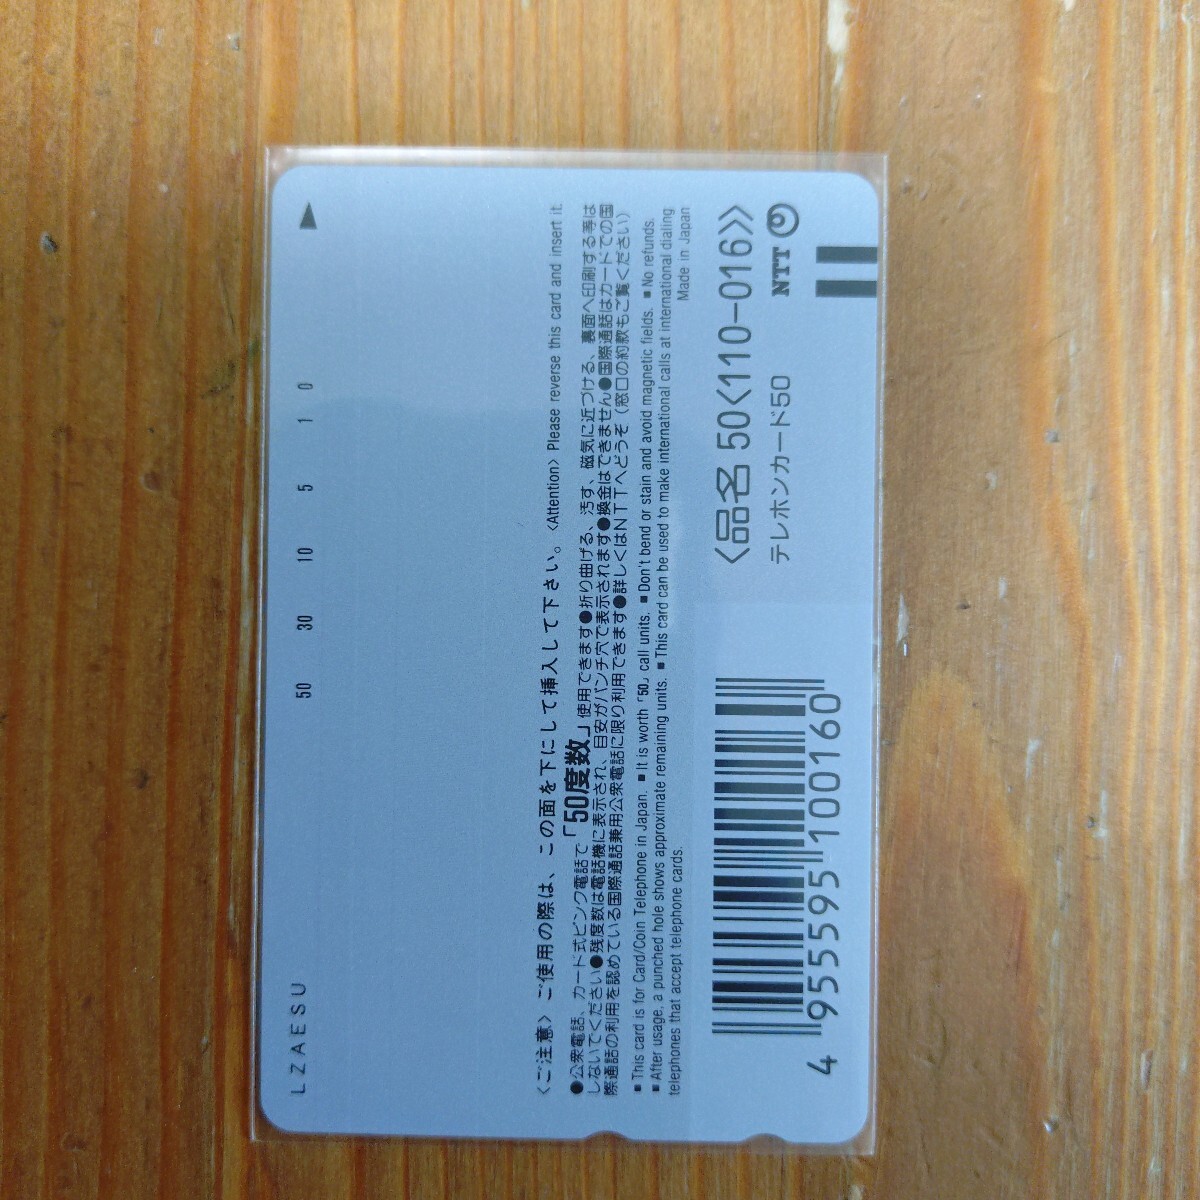 LZAESU
50 30 10 5 1 0
〈ご注意〉ご使用の際は、この面を下にして挿入して下さい。〈Attention〉Please reverse this card and insert it.
●公衆電話、カード式ピンク電話で「50度数」使用できます●折り曲げる、汚す、磁気に近づける、裏面へ印刷する等は
しないでください●残度数は電話機に表示され、目安がパンチ穴で表示されます●換金はできません●国際通話はカードでの国
際通話の利用を認めている国際通話兼用公衆電話に限り利用できます●詳しくはNTTへどうぞ（窓口の約款もご覧ください）
■This card is for Card/Coin Telephone in Japan. ■It is worth「50」call units. ■Don't bend or stain and avoid magnetic fields. ■No refunds.
■After usage, a punched hole shows approximate remaining units. ■This card can be used to make international calls at international dialing
telephones that accept telephone cards. Made in Japan
〈品名 50〈110-016〉〉
テレホンカード50 NTT
4 955595 100160